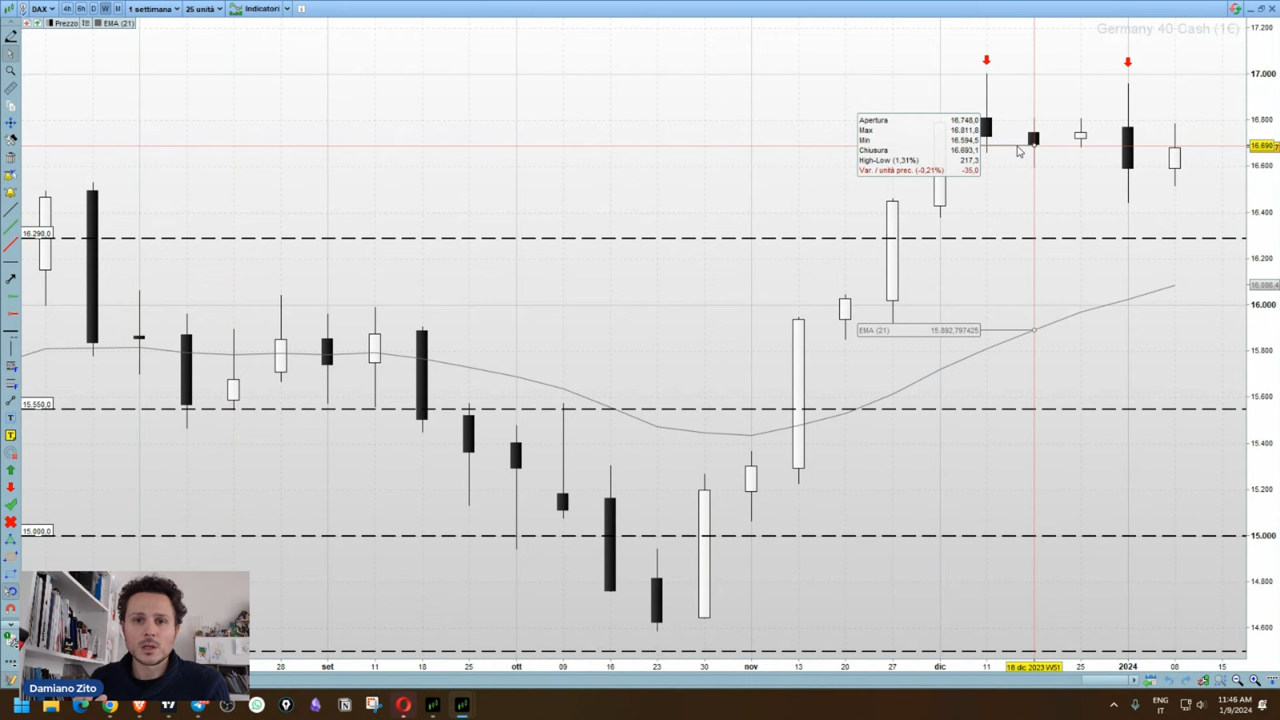 DAX 4h 6h D W M 1 settimana 25 unità Indicatori
Prezzo EMA (21)
Germany 40 Cash (1€)
17.200
17.000
16.800
16.690
16.600
16.400
16.200
16.000
15.800
15.600
15.400
15.200
15.000
14.800
14.600
Apertura 16.748,0
Max 16.811,8
Min 16.594,5
Chiusura 16.693,1
High-Low (1,31%) 217,3
Var. / unità prec. (-0,21%) -35,0
16.290,0
EMA (21) 15.892,797425
15.550,0
15.000,0
28 set 11 18 25 ott 09 16 23 30 nov 13 20 27 dic 11 18 dic 2023 W51 25 2024 08 15
Damiano Zito
ENG
IT
11:46 AM
1/9/2024